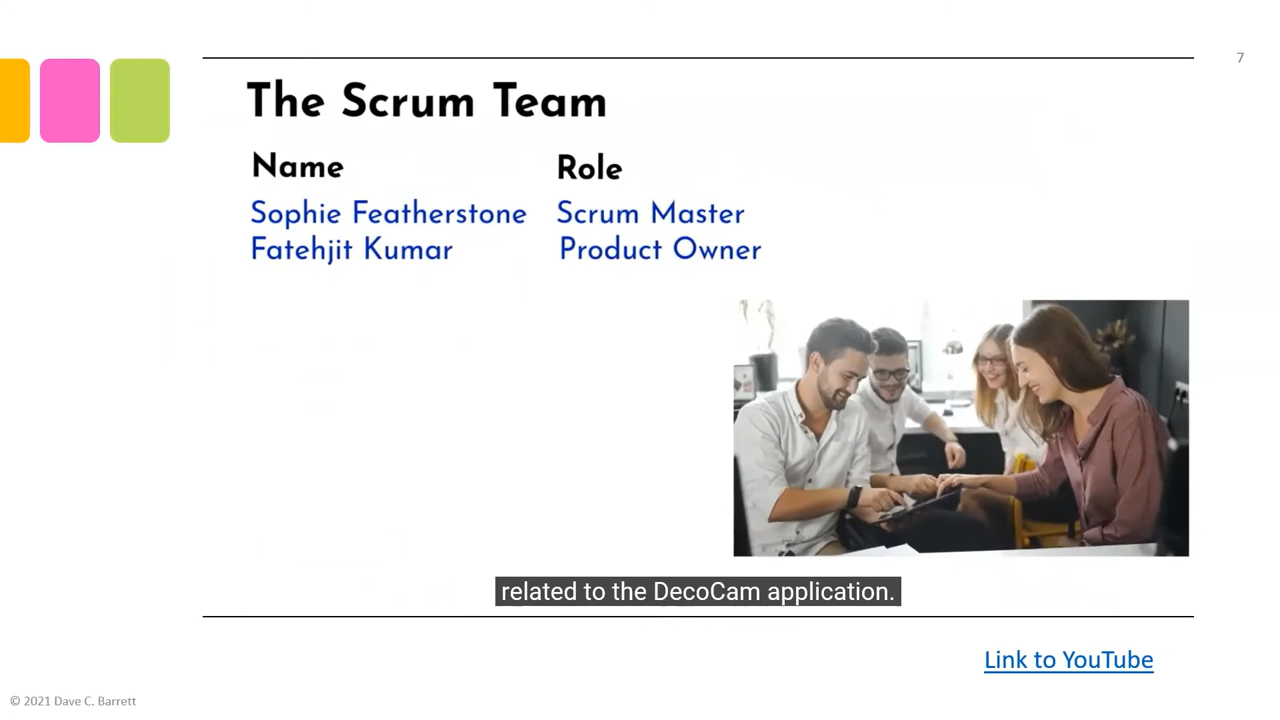 7
The Scrum Team
Name Role
Sophie Featherstone Scrum Master
Fatehjit Kumar Product Owner
related to the DecoCam application.
Link to YouTube
© 2021 Dave C. Barrett